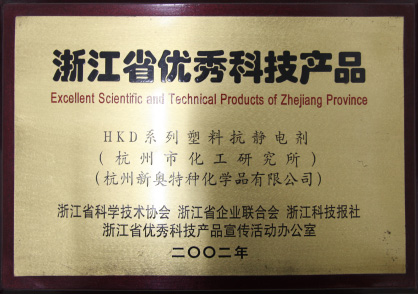 浙江省优秀科技产品
Excellent Scientific and Technical Products of Zhejiang Province
HKD系列塑料抗静电剂
(杭州市化工研究所)
(杭州新奥特种化学品有限公司)
浙江省科学技术协会 浙江省企业联合会 浙江科技报社
浙江省优秀科技产品宣传活动办公室
二〇〇二年